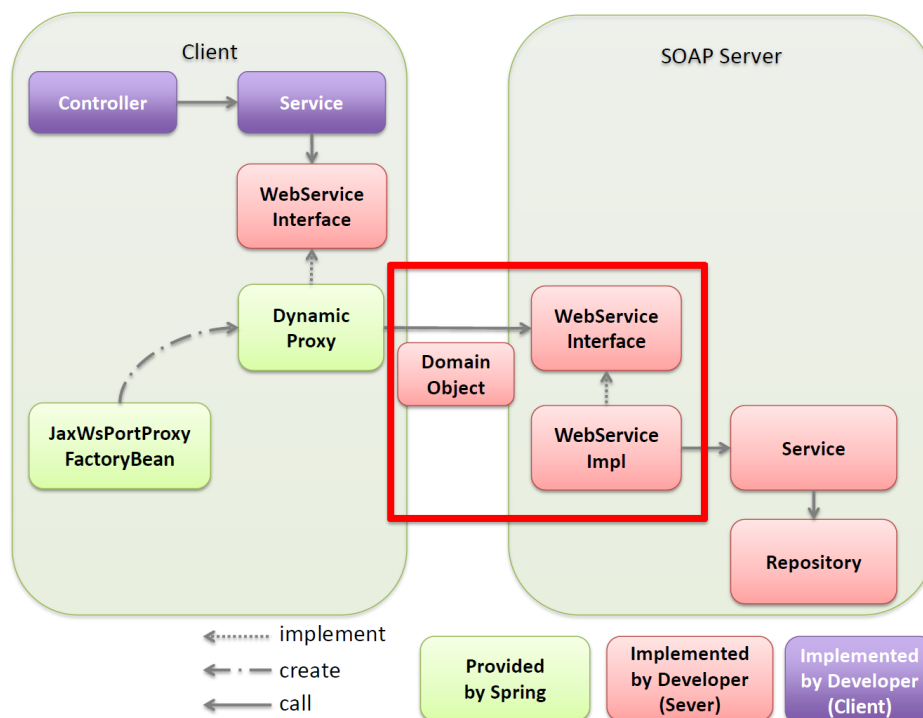 Client
SOAP Server
Controller
Service
WebService
Interface
Dynamic
Proxy
WebService
Interface
Domain
Object
JaxWsPortProxy
FactoryBean
WebService
Impl
Service
Repository
implement
create
call
Provided
by Spring
Implemented
by Developer
(Sever)
Implemented
by Developer
(Client)